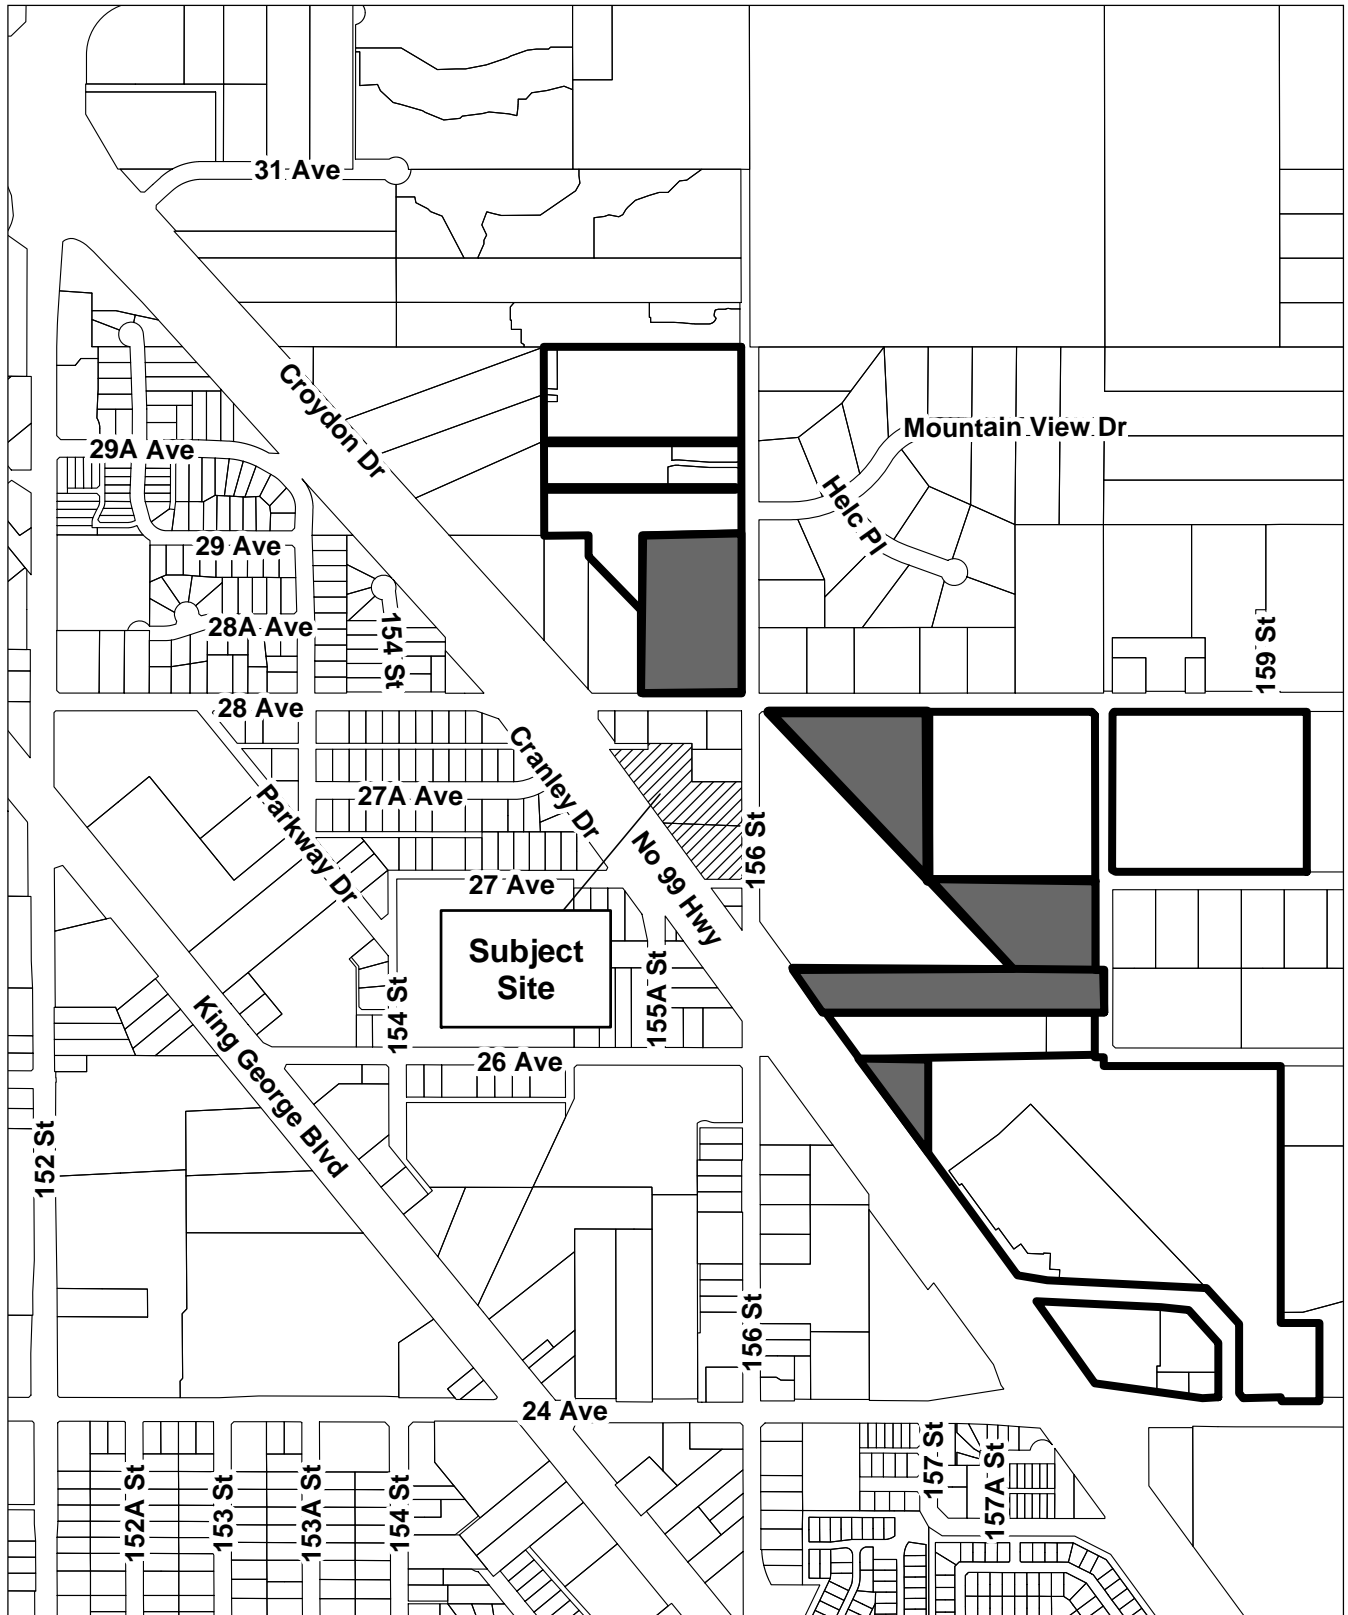 31 Ave
Croydon Dr
Mountain View Dr
29A Ave
Helc Pl
29 Ave
28A Ave
154 St
159 St
28 Ave
Cranley Dr
27A Ave
Parkway Dr
156 St
No 99 Hwy
27 Ave
Subject
Site
155A St
154 St
King George Blvd
26 Ave
152 St
156 St
24 Ave
157 St
157A St
152A St
153 St
153A St
154 St